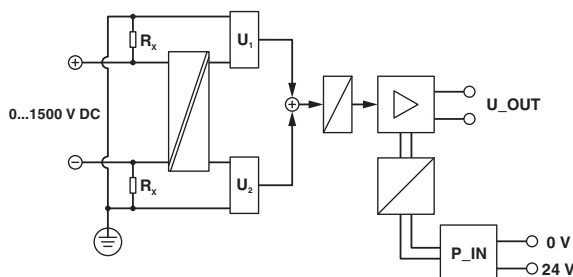 U1
Rx
+
0...1500 V DC
U_OUT
−
Rx
U2
P_IN
0 V
24 V
+